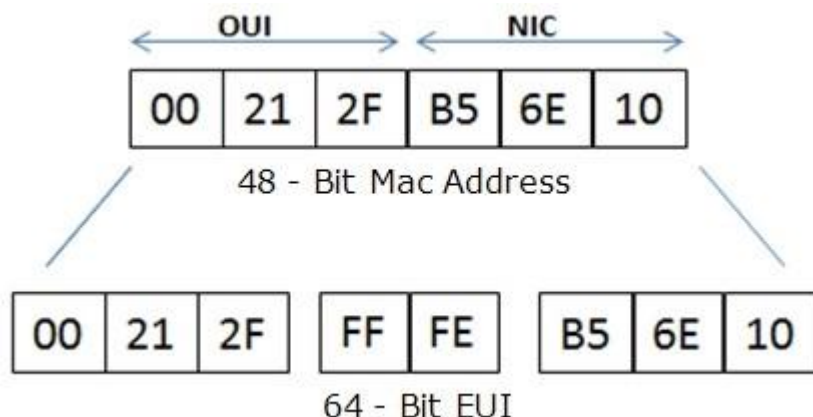 OUI NIC
00 21 2F B5 6E 10
48 - Bit Mac Address
00 21 2F FF FE B5 6E 10
64 - Bit EUI